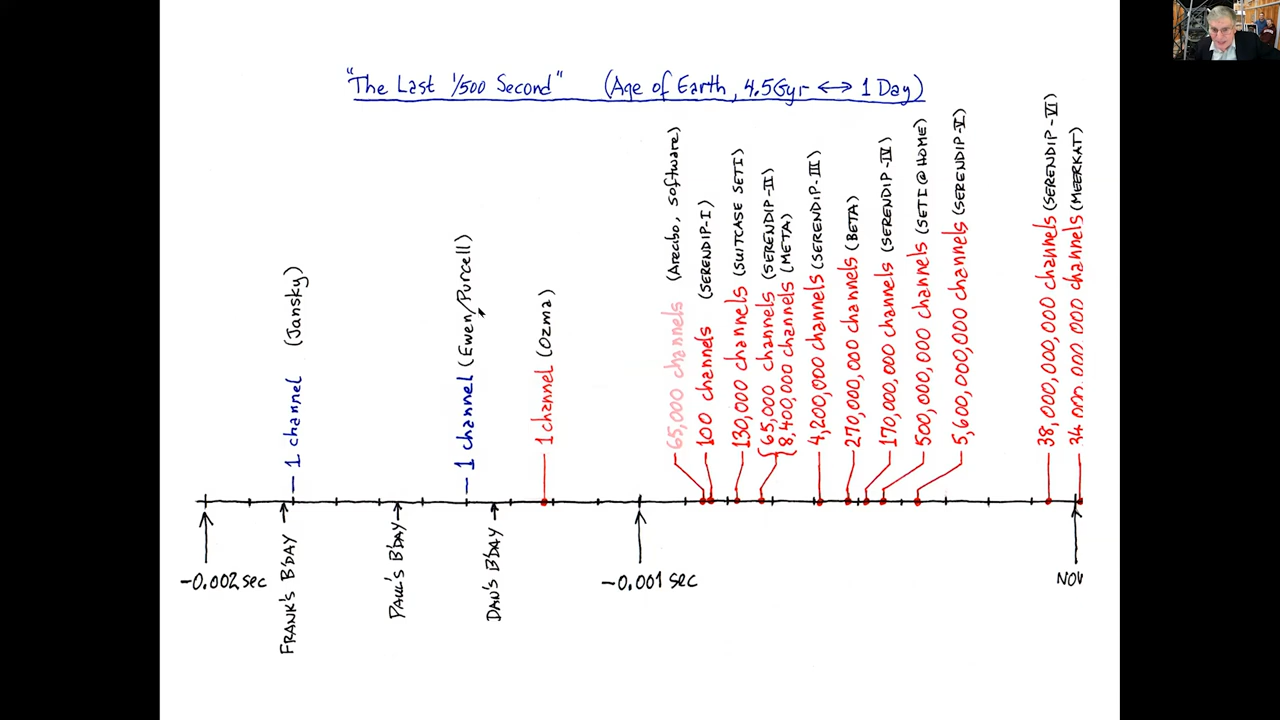 "The Last 1/500 Second" (Age of Earth, 4.5Gyr ↔ 1 Day)
1 channel (Jansky)
1 channel (Ewen/Purcell)
1 channel (Ozma)
65,000 channels (Arecibo, software)
100 channels (SERENDIP-I)
130,000 channels (SUITCASE SETI)
65,000 channels (SERENDIP-II)
8,400,000 channels (META)
4,200,000 channels (SERENDIP-III)
270,000,000 channels (BETA)
170,000,000 channels (SERENDIP-IV)
500,000,000 channels (SETI@HOME)
5,600,000,000 channels (SERENDIP-V)
38,000,000,000 channels (SERENDIP-VI)
34,000,000,000 channels (MEERKAT)
-0.002 sec
FRANK'S B'DAY
PAUL'S B'DAY
DAN'S B'DAY
-0.001 sec
NOW